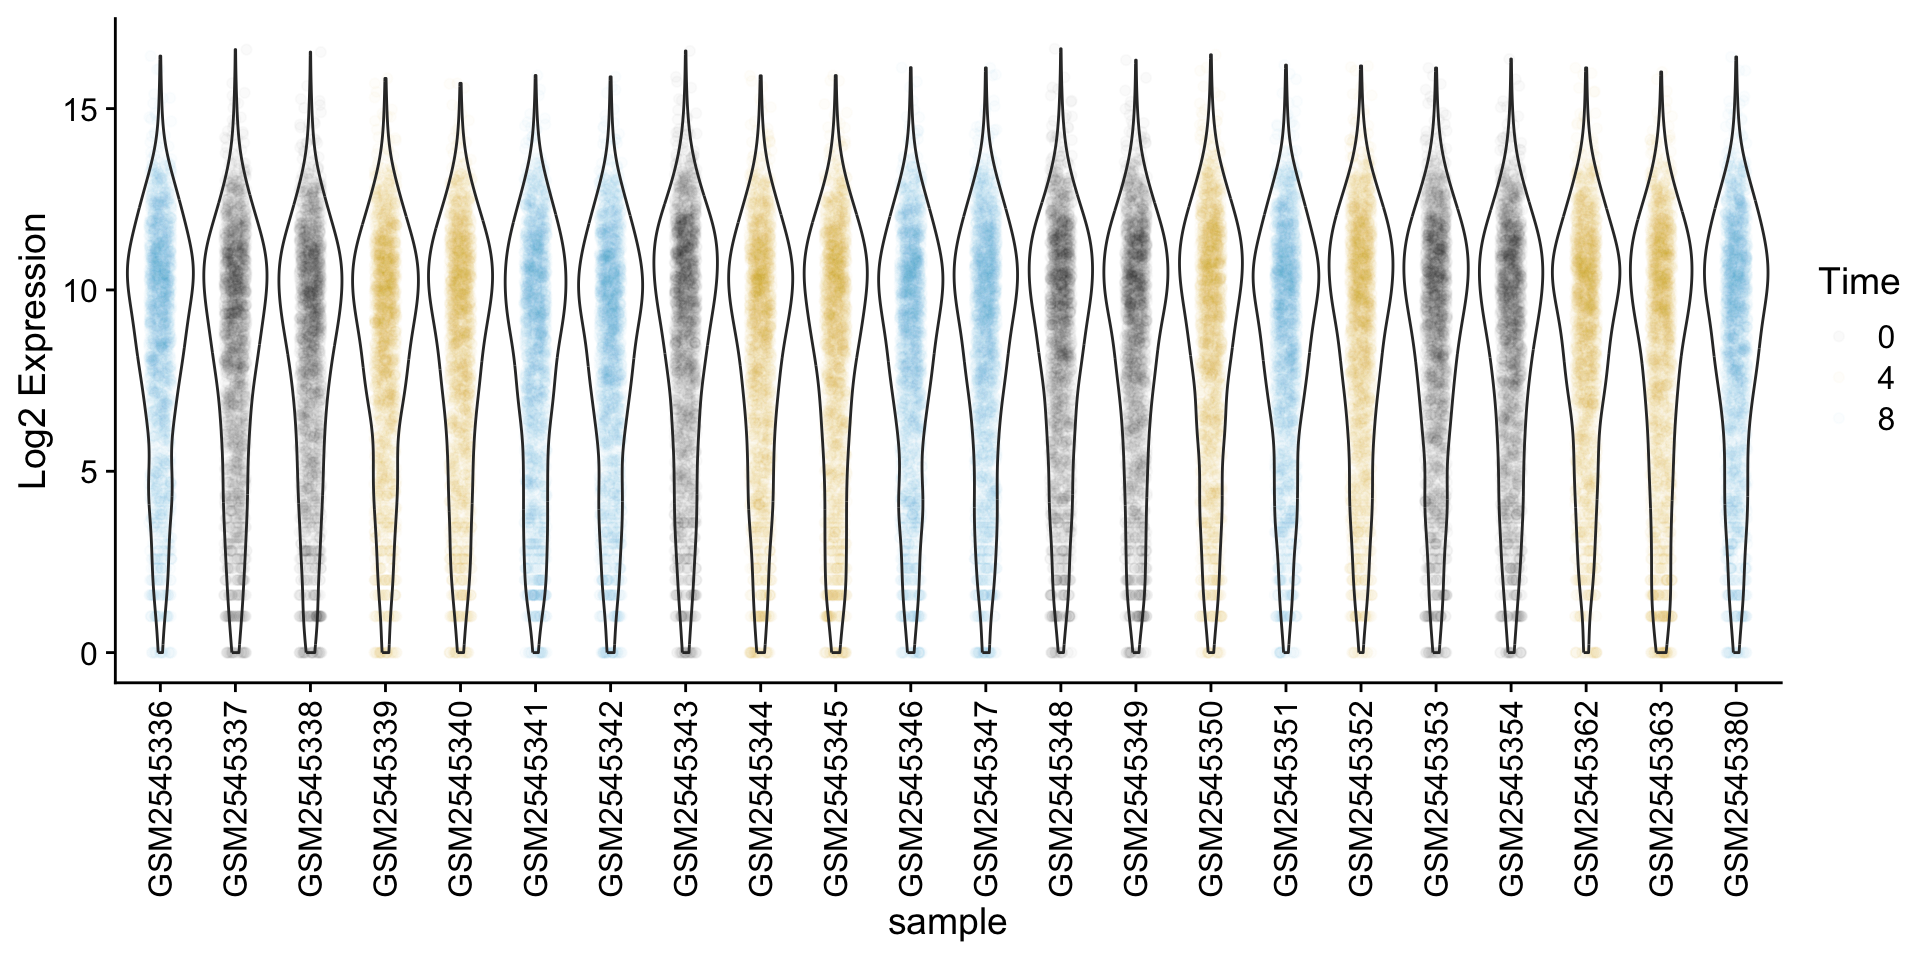 Log2 Expression
15
10
5
0
GSM2545336
GSM2545337
GSM2545338
GSM2545339
GSM2545340
GSM2545341
GSM2545342
GSM2545343
GSM2545344
GSM2545345
GSM2545346
GSM2545347
GSM2545348
GSM2545349
GSM2545350
GSM2545351
GSM2545352
GSM2545353
GSM2545354
GSM2545362
GSM2545363
GSM2545380
sample
Time
0
4
8